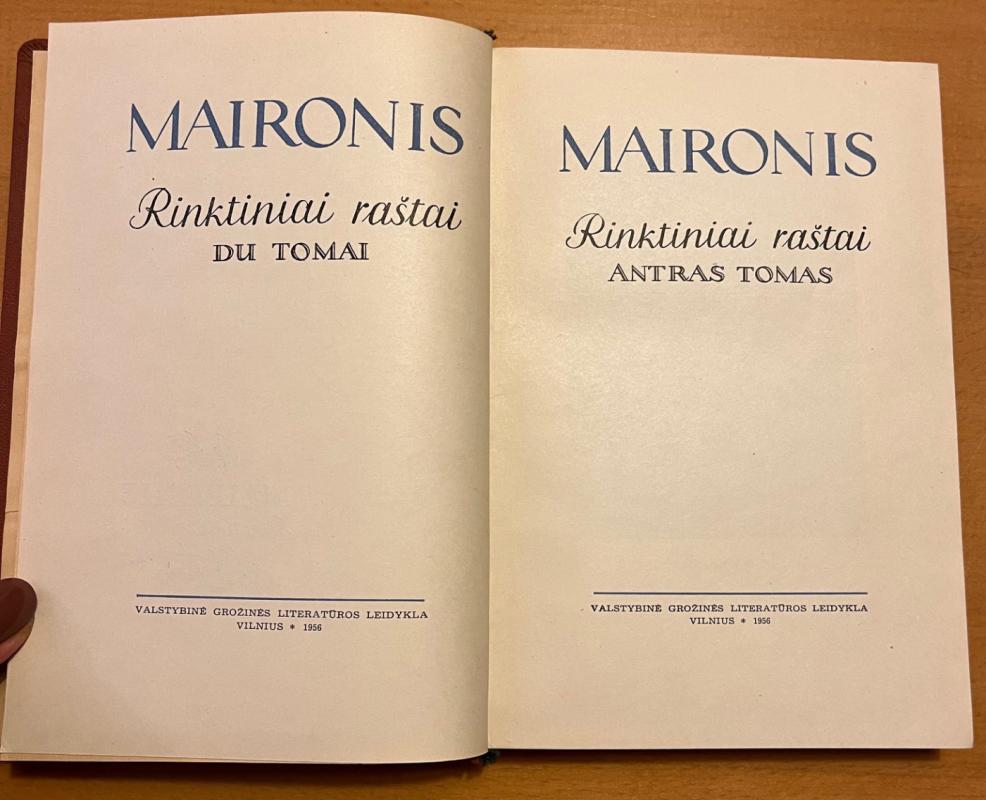 MAIRONIS
Rinktiniai raštai
DU TOMAI
VALSTYBINĖ GROŽINĖS LITERATŪROS LEIDYKLA
VILNIUS * 1956
MAIRONIS
Rinktiniai raštai
ANTRAS TOMAS
VALSTYBINĖ GROŽINĖS LITERATŪROS LEIDYKLA
VILNIUS * 1956